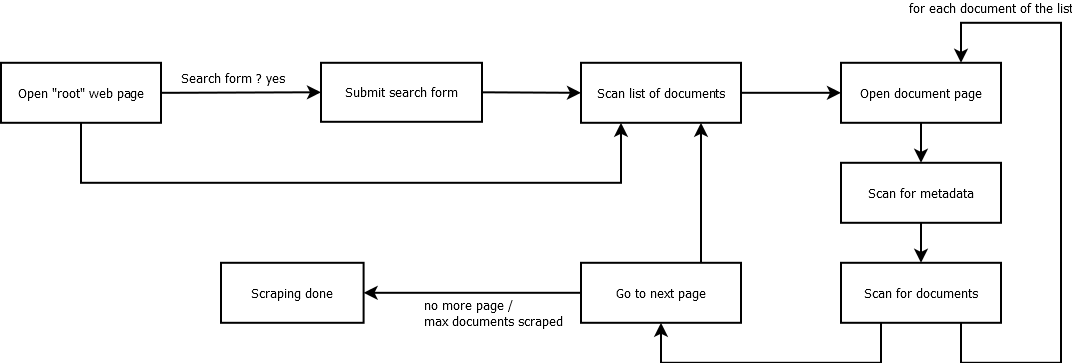 for each document of the list
Open "root" web page
Search form ? yes
Submit search form
Scan list of documents
Open document page
Scan for metadata
Scraping done
no more page /
max documents scraped
Go to next page
Scan for documents